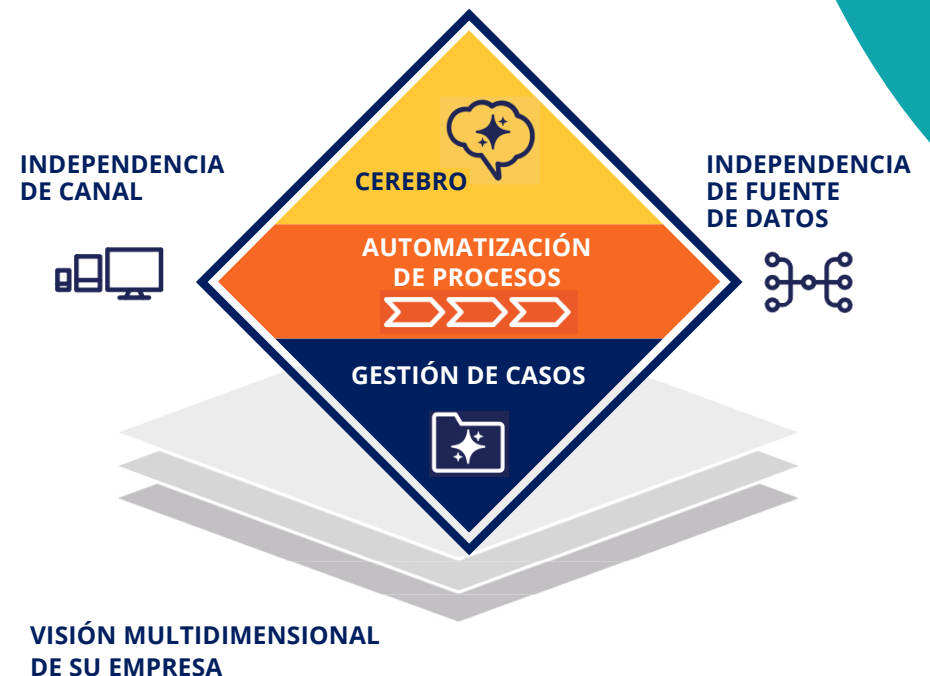 INDEPENDENCIA
DE CANAL
CEREBRO
INDEPENDENCIA
DE FUENTE
DE DATOS
AUTOMATIZACIÓN
DE PROCESOS
GESTIÓN DE CASOS
VISIÓN MULTIDIMENSIONAL
DE SU EMPRESA